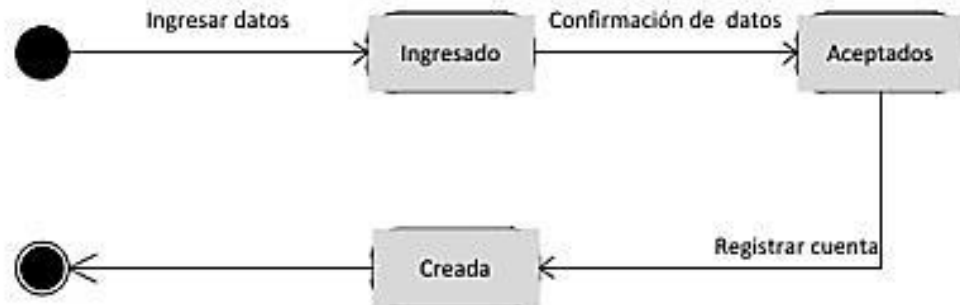 Ingresar datos
Confirmación de datos
Ingresado
Aceptados
Registrar cuenta
Creada